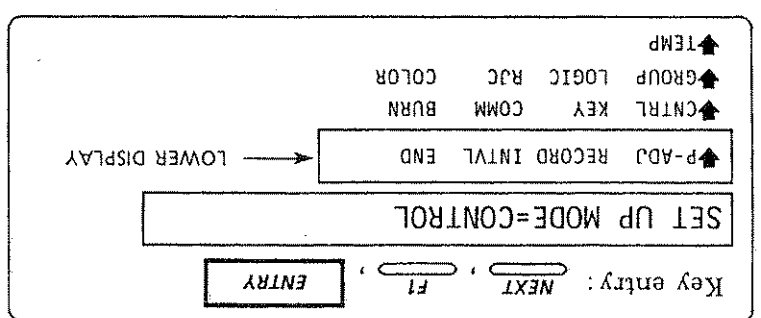 Key entry: NEXT , F1 , ENTRY
SET UP MODE=CONTROL
P-ADJ RECORD INTVL END LOWER DISPLAY
CNTRL KEY COMM BURN
GROUP LOGIC RJC COLOR
TEMP